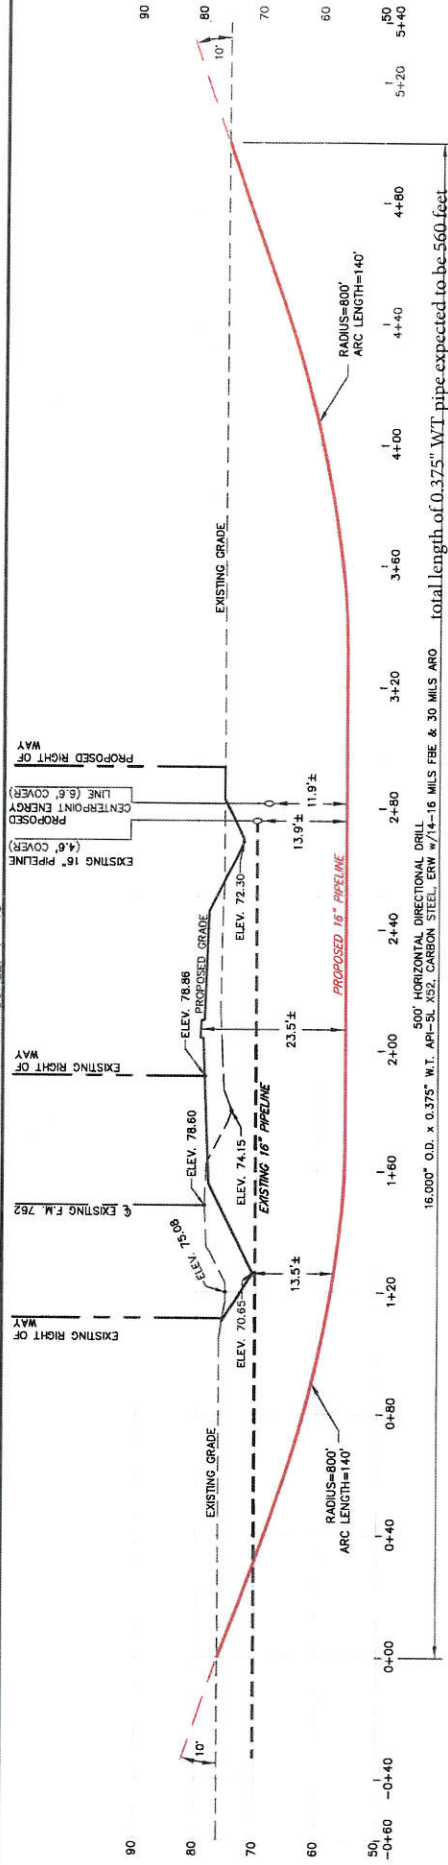 90
80
70
60
50
90
80
70
60
50
10'
10'
EXISTING GRADE
EXISTING RIGHT OF
WAY
ELEV. 75.08
ELEV. 70.65
₵ EXISTING F.M. 762
ELEV. 78.60
ELEV. 74.15
EXISTING 16" PIPELINE
EXISTING RIGHT OF
WAY
ELEV. 78.86
PROPOSED GRADE
ELEV. 72.30
EXISTING 16" PIPELINE
(4.6' COVER)
PROPOSED
CENTERPOINT ENERGY
LINE (6.6' COVER)
PROPOSED RIGHT OF
WAY
EXISTING GRADE
13.5'±
23.5'±
13.9'±
11.9'±
RADIUS=800'
ARC LENGTH=140'
PROPOSED 16" PIPELINE
RADIUS=800'
ARC LENGTH=140'
-0+60
-0+40
0+00
0+40
0+80
1+20
1+60
2+00
2+40
2+80
3+20
3+60
4+00
4+40
4+80
5+20
5+40
500' HORIZONTAL DIRECTIONAL DRILL
16.000" O.D. x 0.375" W.T. API-5L X52, CARBON STEEL, ERW w/14-16 MILS FBE & 30 MILS ARO
total length of 0.375" WT pipe expected to be 560 feet